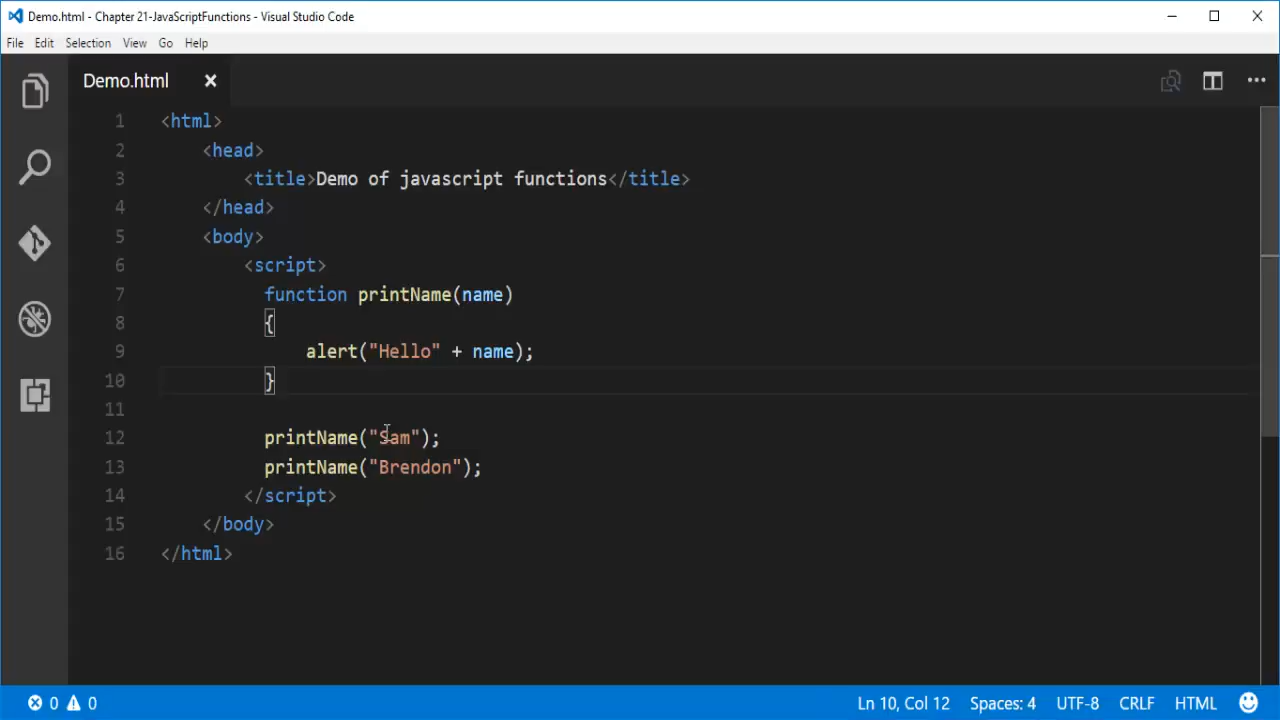 Demo.html - Chapter 21-JavaScriptFunctions - Visual Studio Code
File Edit Selection View Go Help
Demo.html
1 <html>
2 <head>
3 <title>Demo of javascript functions</title>
4 </head>
5 <body>
6 <script>
7 function printName(name)
8 {
9 alert("Hello" + name);
10 }
11
12 printName("Sam");
13 printName("Brendon");
14 </script>
15 </body>
16 </html>
0 0 Ln 10, Col 12 Spaces: 4 UTF-8 CRLF HTML